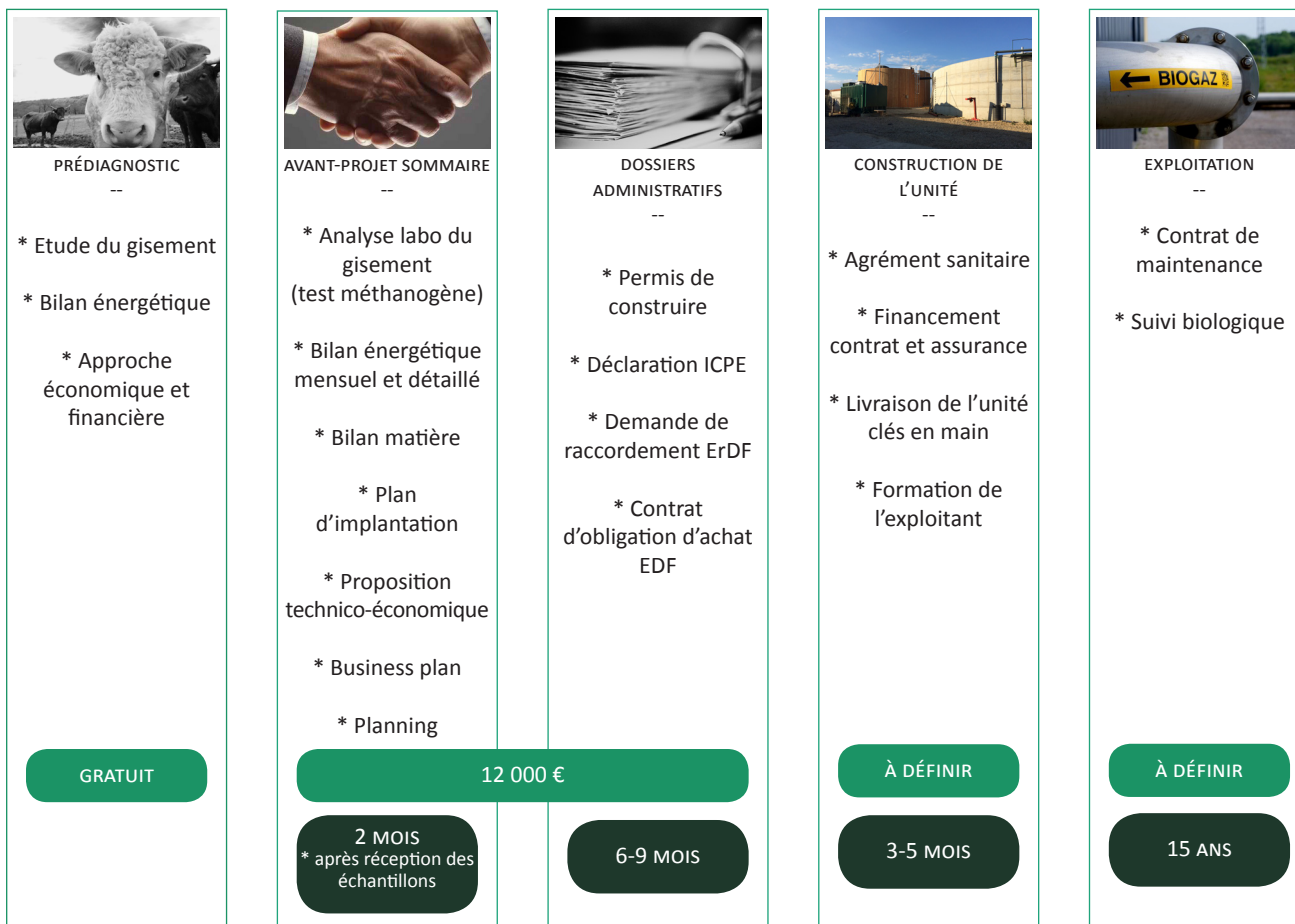 PRÉDIAGNOSTIC
--
* Etude du gisement
* Bilan énergétique
* Approche
économique et
financière
GRATUIT
AVANT-PROJET SOMMAIRE
--
* Analyse labo du
gisement
(test méthanogène)
* Bilan énergétique
mensuel et détaillé
* Bilan matière
* Plan
d’implantation
* Proposition
technico-économique
* Business plan
* Planning
12 000 €
2 MOIS
* après réception des
échantillons
DOSSIERS
ADMINISTRATIFS
--
* Permis de
construire
* Déclaration ICPE
* Demande de
raccordement ErDF
* Contrat
d’obligation d’achat
EDF
6-9 MOIS
CONSTRUCTION DE
L’UNITÉ
--
* Agrément sanitaire
* Financement
contrat et assurance
* Livraison de l’unité
clés en main
* Formation de
l’exploitant
À DÉFINIR
3-5 MOIS
BIOGAZ
EXPLOITATION
--
* Contrat de
maintenance
* Suivi biologique
À DÉFINIR
15 ANS